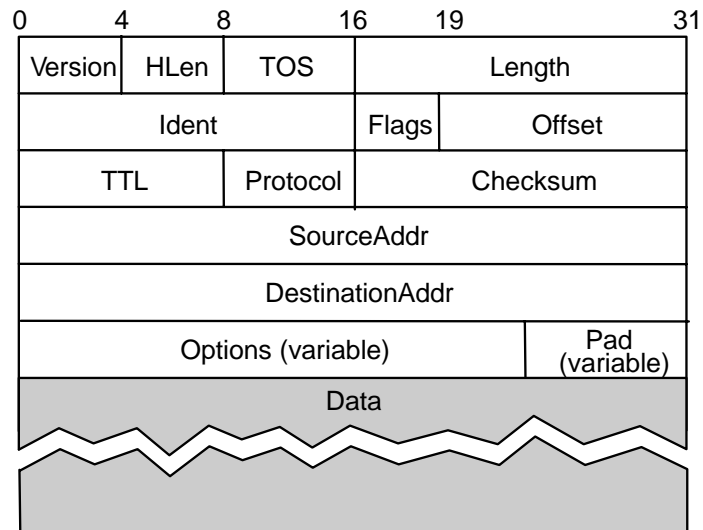 0 4 8 16 19 31
Version HLen TOS Length
Ident Flags Offset
TTL Protocol Checksum
SourceAddr
DestinationAddr
Options (variable) Pad
(variable)
Data